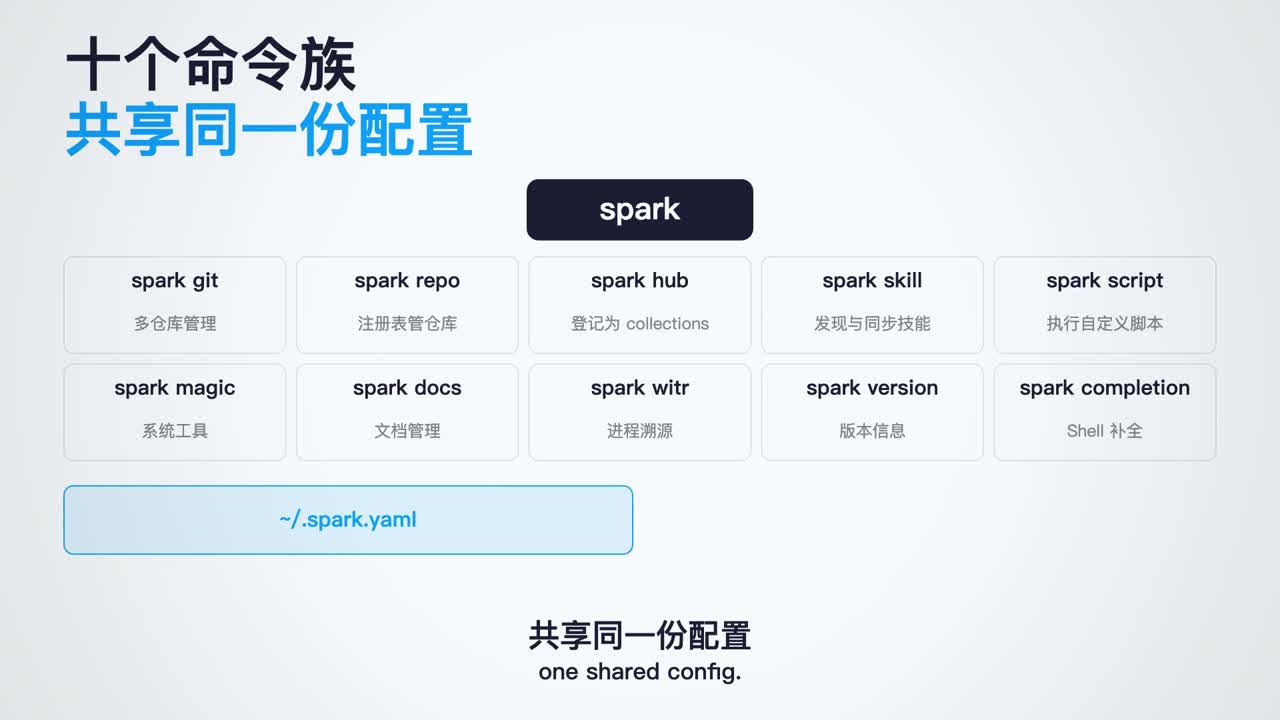 十个命令族
共享同一份配置
spark
spark git
多仓库管理
spark repo
注册表管仓库
spark hub
登记为 collections
spark skill
发现与同步技能
spark script
执行自定义脚本
spark magic
系统工具
spark docs
文档管理
spark witr
进程溯源
spark version
版本信息
spark completion
Shell 补全
~/.spark.yaml
共享同一份配置
one shared config.